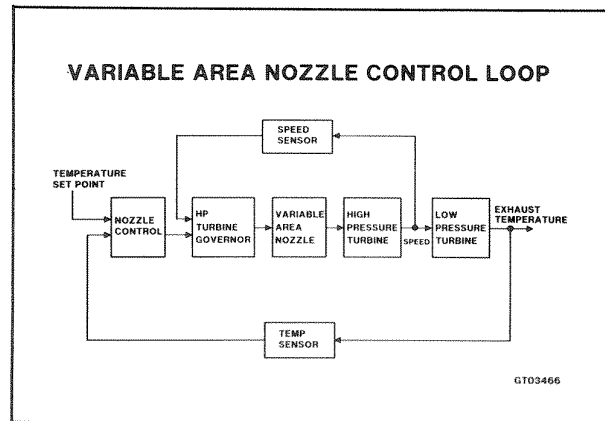 VARIABLE AREA NOZZLE CONTROL LOOP
SPEED
SENSOR
TEMPERATURE
SET POINT
NOZZLE
CONTROL
HP
TURBINE
GOVERNOR
VARIABLE
AREA
NOZZLE
HIGH
PRESSURE
TURBINE
SPEED
LOW
PRESSURE
TURBINE
EXHAUST
TEMPERATURE
TEMP
SENSOR
GT03466